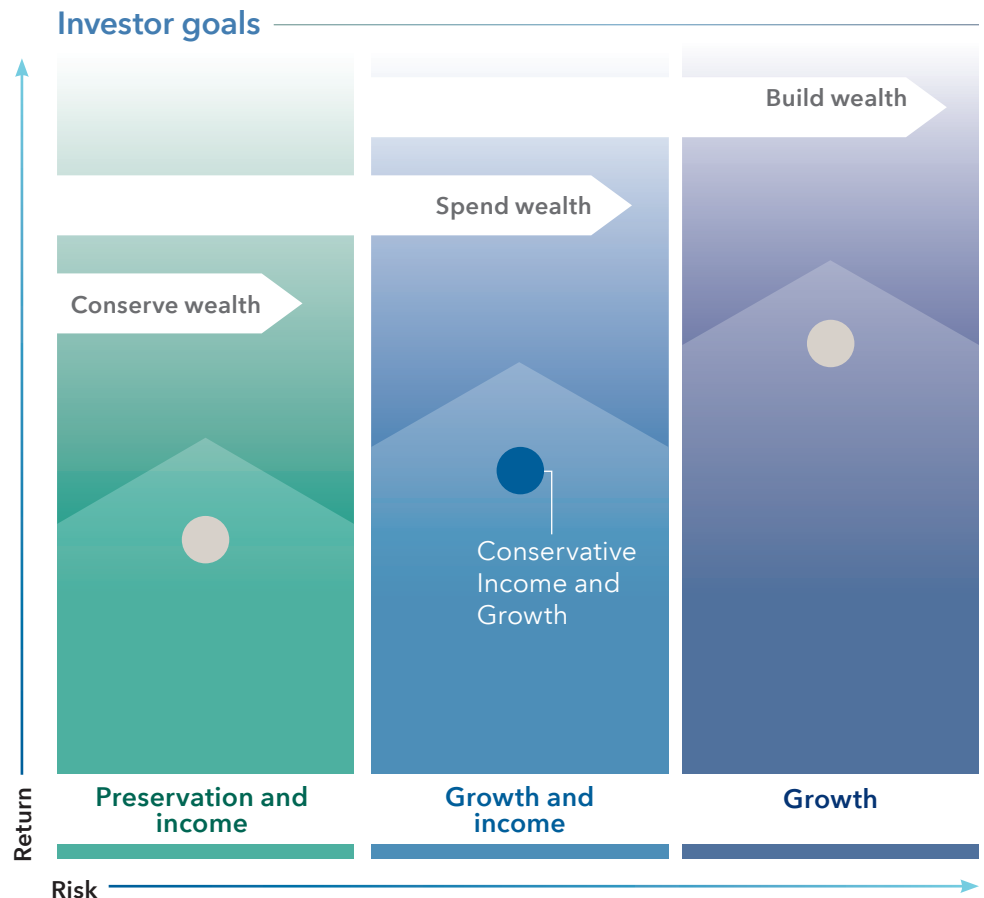 Investor goals
Build wealth
Spend wealth
Conserve wealth
Conservative
Income and
Growth
Preservation and
income
Growth and
income
Growth
Return
Risk